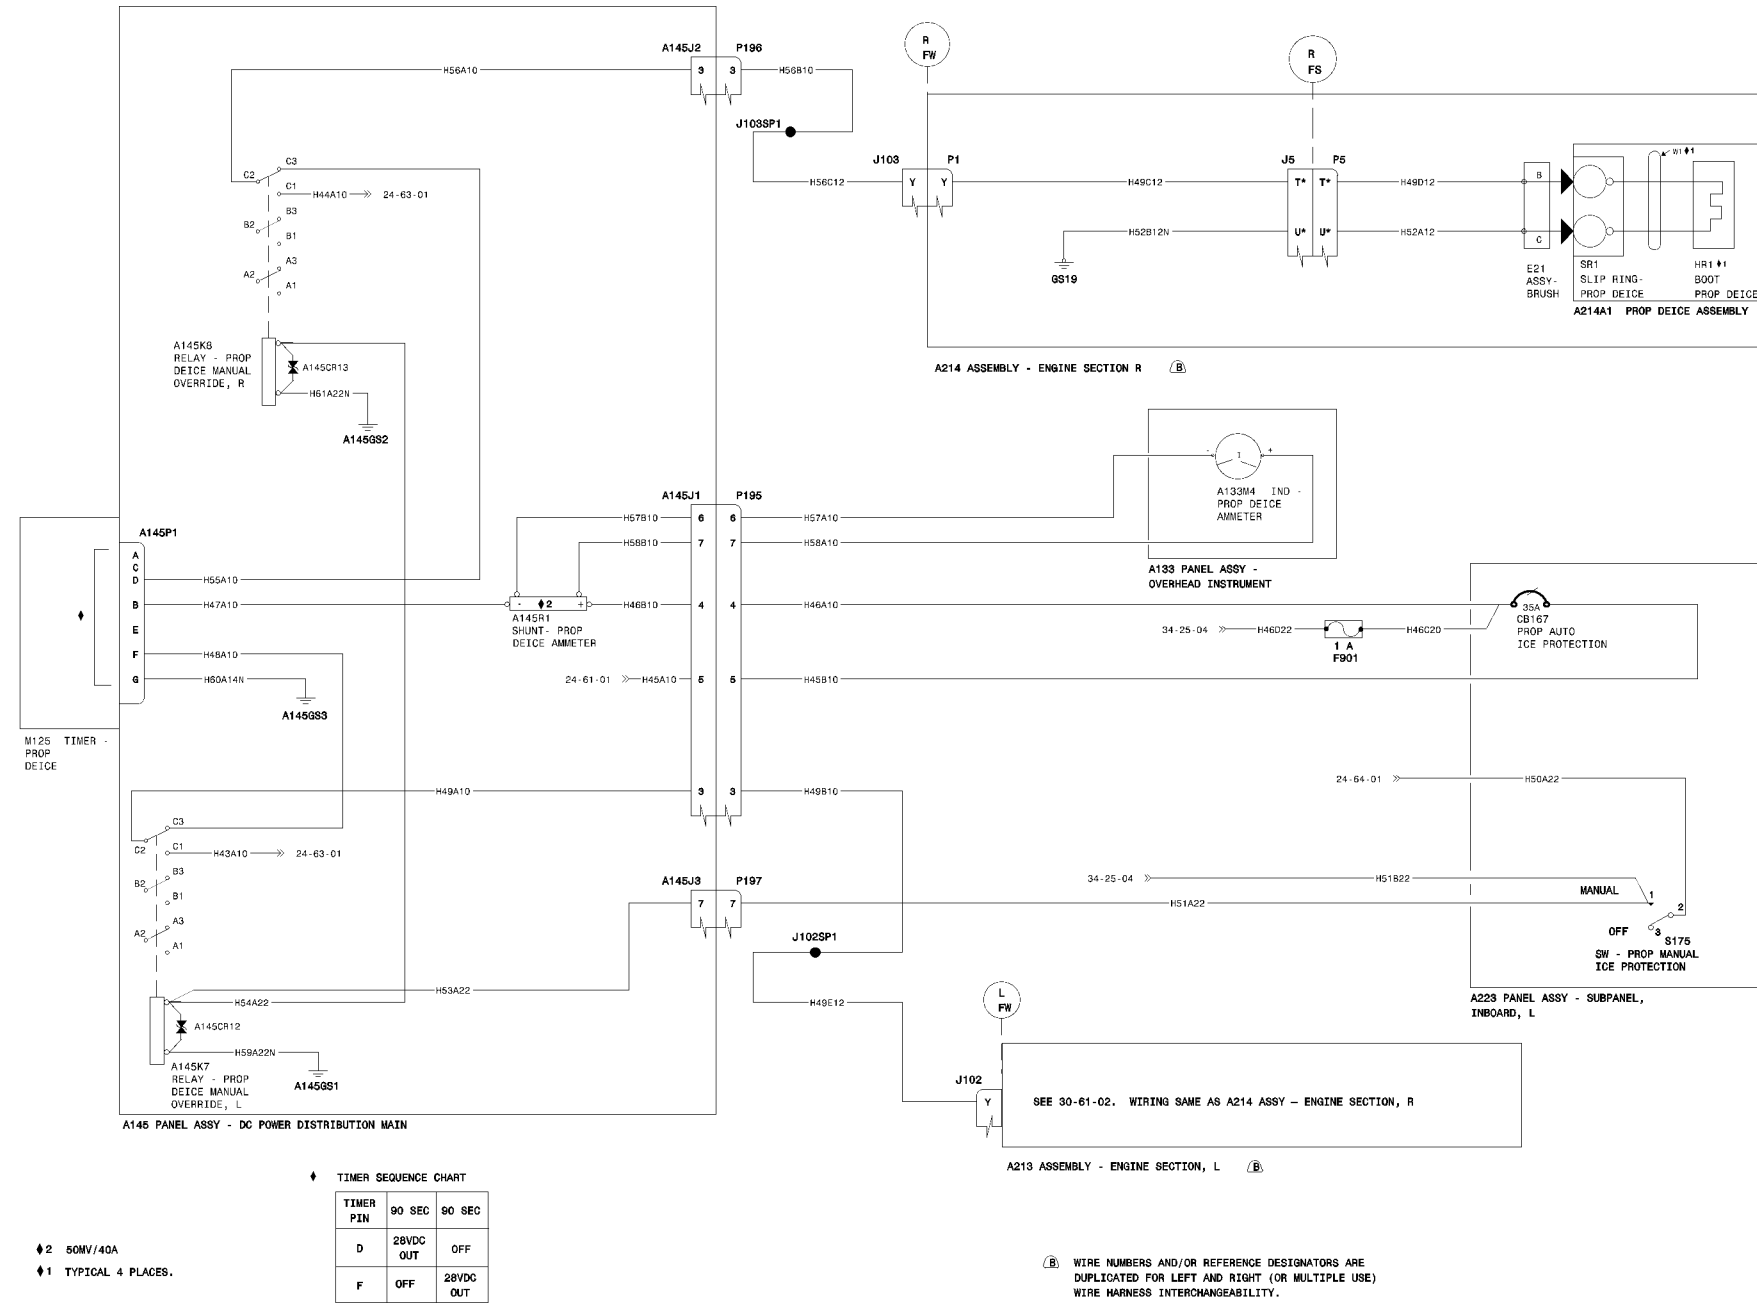 A145J2 P196
H56A10
3 3
H56B10
J103SP1
R
FW
R
FS
J103 P1
H56C12
Y Y
H49C12
J5 P5
T* T*
H49D12
H52B12N
U* U*
H52A12
GS19
B
C
E21
ASSY-
BRUSH
SR1
SLIP RING-
PROP DEICE
W1♦1
HR1♦1
BOOT
PROP DEICE
A214A1 PROP DEICE ASSEMBLY
A214 ASSEMBLY - ENGINE SECTION R
B
C3
C2
C1
H44A10
24-63-01
B3
B2
B1
A3
A2
A1
A145K8
RELAY - PROP
DEICE MANUAL
OVERRIDE, R
A145CR13
H61A22N
A145GS2
A145J1 P195
H57B10
6 6
H57A10
H58B10
7 7
H58A10
- +
1
A133M4 IND -
PROP DEICE
AMMETER
A133 PANEL ASSY -
OVERHEAD INSTRUMENT
A145P1
A
C
D
B
E
F
G
♦
H55A10
H47A10
- ♦2 +
H46B10
4 4
H46A10
A145R1
SHUNT- PROP
DEICE AMMETER
H48A10
H60A14N
A145GS3
24-61-01
H45A10
5 5
H45B10
34-25-04
H46D22
1 A
F901
H46C20
35A
CB167
PROP AUTO
ICE PROTECTION
M125 TIMER -
PROP
DEICE
H49A10
3 3
H49B10
24-64-01
H50A22
C3
C2
C1
H43A10
24-63-01
B3
B2
B1
A3
A2
A1
A145J3 P197
7 7
34-25-04
H51B22
H51A22
MANUAL
1
2
OFF
3
S175
SW - PROP MANUAL
ICE PROTECTION
A223 PANEL ASSY - SUBPANEL,
INBOARD, L
J102SP1
H53A22
H54A22
H49E12
L
FW
A145CR12
H59A22N
A145GS1
A145K7
RELAY - PROP
DEICE MANUAL
OVERRIDE, L
J102
Y
SEE 30-61-02. WIRING SAME AS A214 ASSY — ENGINE SECTION, R
A145 PANEL ASSY - DC POWER DISTRIBUTION MAIN
A213 ASSEMBLY - ENGINE SECTION, L
B
♦ TIMER SEQUENCE CHART
TIMER PIN 90 SEC 90 SEC
D 28VDC OUT OFF
F OFF 28VDC OUT
♦2 50MV/40A
♦1 TYPICAL 4 PLACES.
B WIRE NUMBERS AND/OR REFERENCE DESIGNATORS ARE
DUPLICATED FOR LEFT AND RIGHT (OR MULTIPLE USE)
WIRE HARNESS INTERCHANGEABILITY.